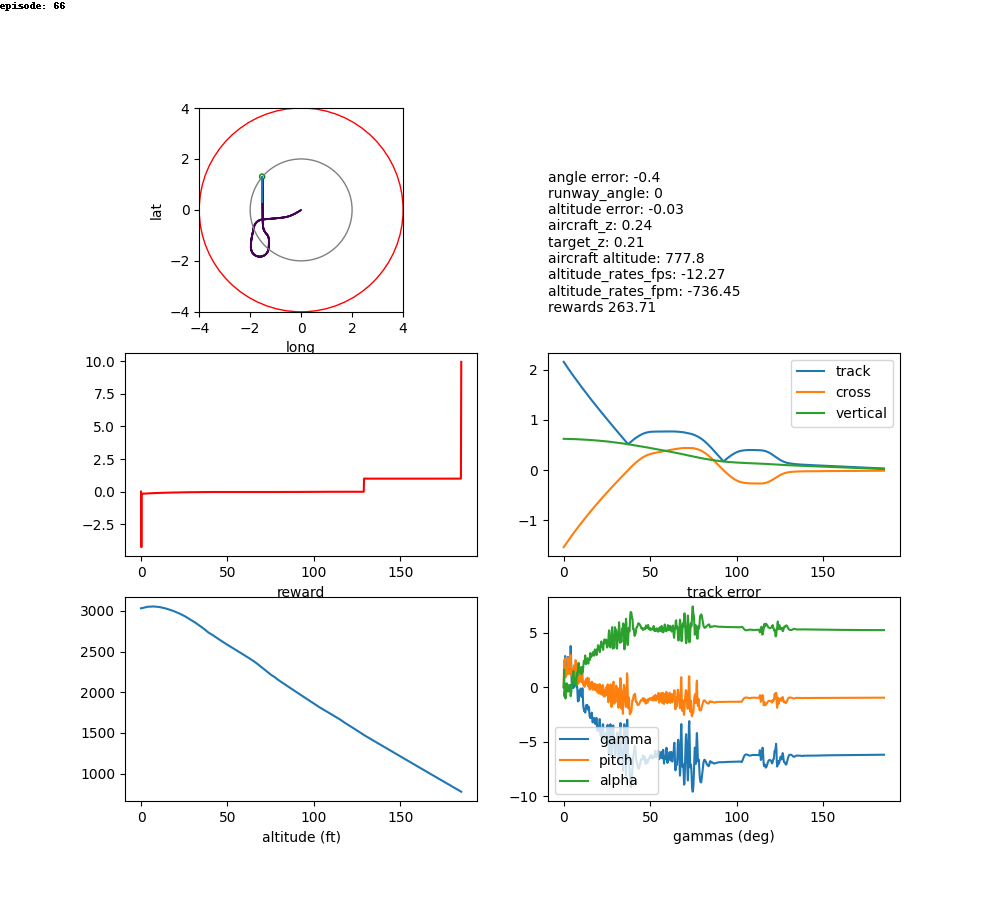 episode: 66
4
2
0
−2
−4
lat
−4 −2 0 2 4
long
angle error: -0.4
runway_angle: 0
altitude error: -0.03
aircraft_z: 0.24
target_z: 0.21
aircraft altitude: 777.8
altitude_rates_fps: -12.27
altitude_rates_fpm: -736.45
rewards 263.71
10.0
7.5
5.0
2.5
0.0
−2.5
0 50 100 150
reward
2
1
0
−1
track
cross
vertical
0 50 100 150
track error
3000
2500
2000
1500
1000
0 50 100 150
altitude (ft)
5
0
−5
−10
gamma
pitch
alpha
0 50 100 150
gammas (deg)